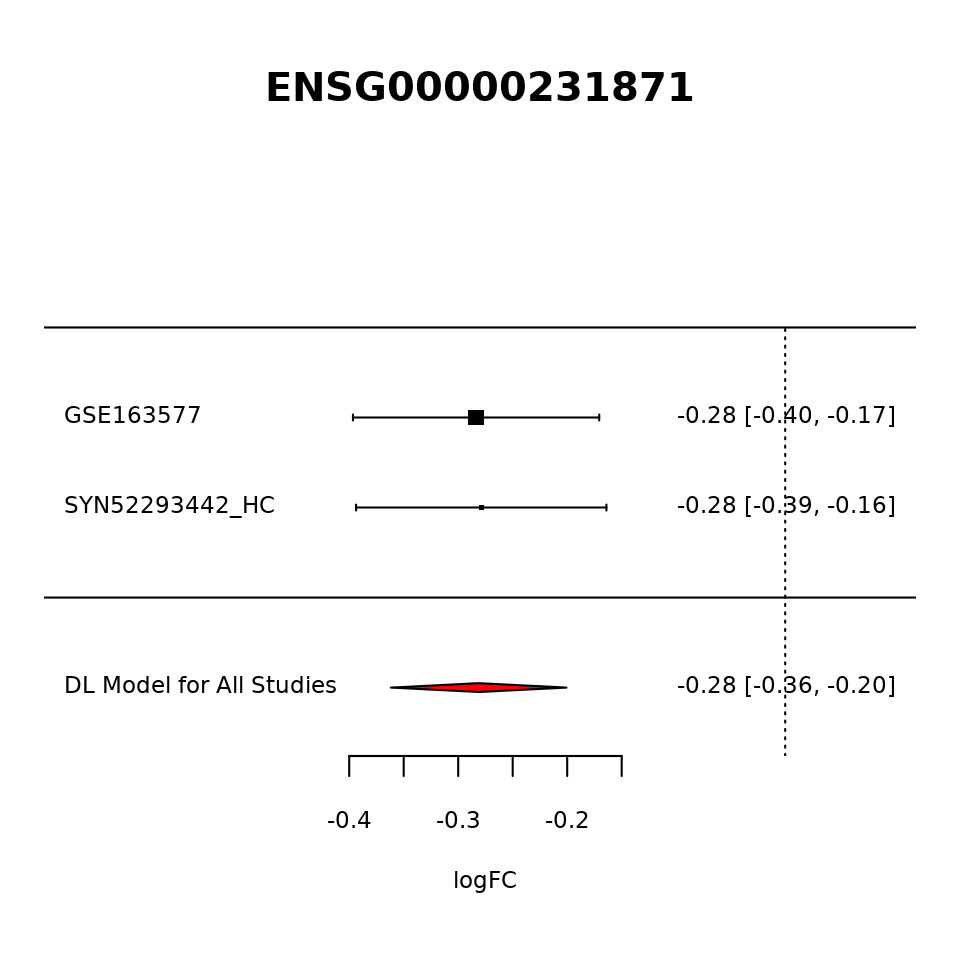 ENSG00000231871
GSE163577 -0.28 [-0.40, -0.17]
SYN52293442_HC -0.28 [-0.39, -0.16]
DL Model for All Studies -0.28 [-0.36, -0.20]
-0.4 -0.3 -0.2
logFC